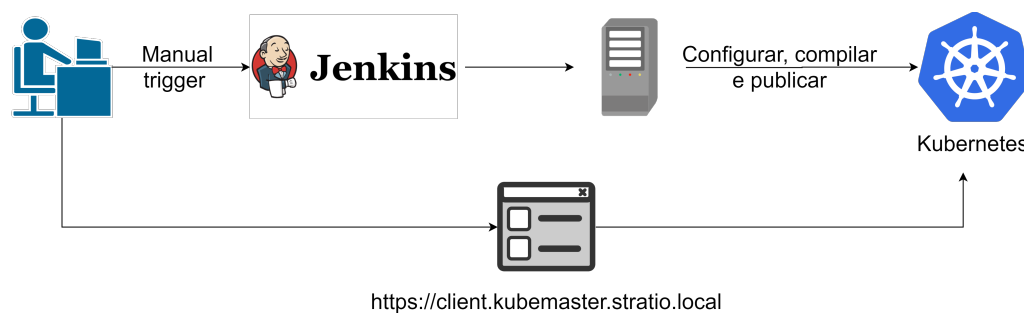 Manual
trigger
Jenkins
Configurar, compilar
e publicar
Kubernetes
https://client.kubemaster.stratio.local